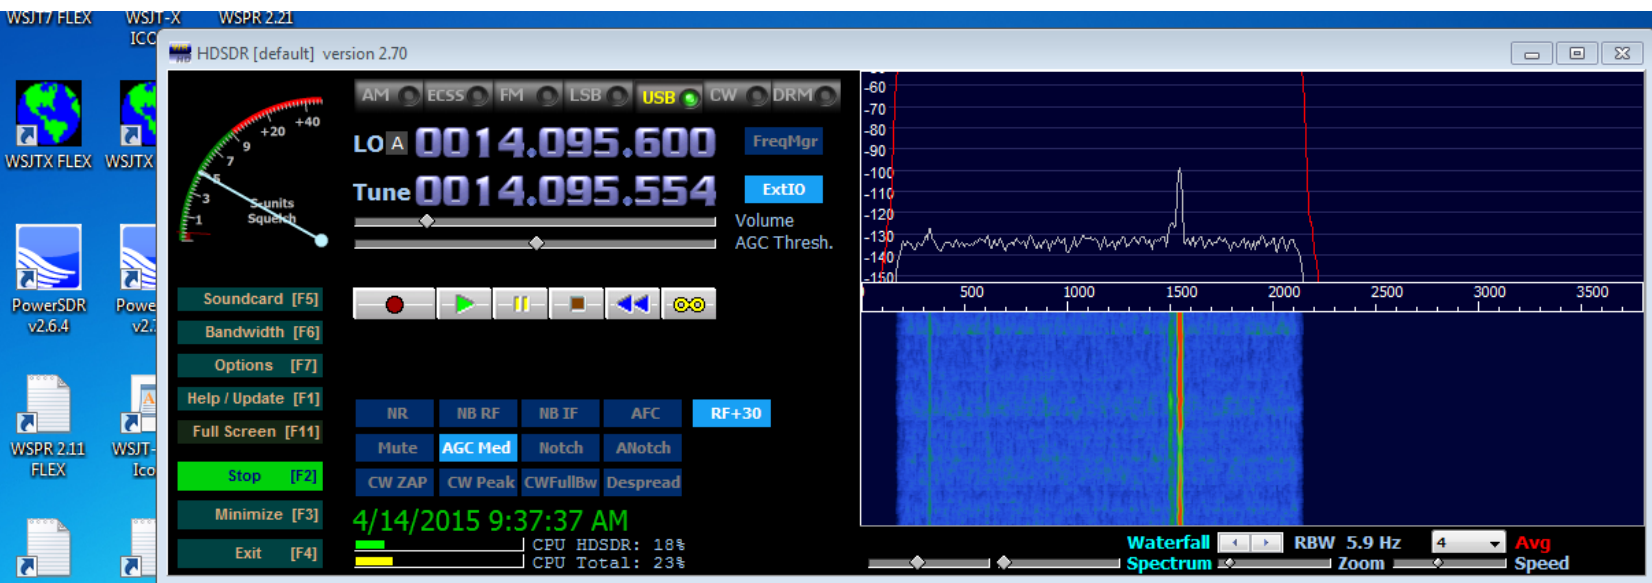 WSJT7 FLEX WSJT-X WSPR 2.21
ICO
HDSDR [default] version 2.70
WSJTX FLEX WSJTX
PowerSDR Powe
v2.6.4 v2.
WSPR 2.11 WSJT-
FLEX Ico
+40
+20
9
7
5
3
1
S-units
Squelch
AM ECSS FM LSB USB CW DRM
LO A 0014.095.600 FreqMgr
Tune 0014.095.554 ExtIO
Volume
AGC Thresh.
Soundcard [F5]
Bandwidth [F6]
Options [F7]
Help / Update [F1]
Full Screen [F11]
Stop [F2]
Minimize [F3]
Exit [F4]
NR NB RF NB IF AFC RF+30
Mute AGC Med Notch ANotch
CW ZAP CW Peak CWFullBw Despread
4/14/2015 9:37:37 AM
CPU HDSDR: 18%
CPU Total: 23%
-60
-70
-80
-90
-100
-110
-120
-130
-140
-150
500 1000 1500 2000 2500 3000 3500
Waterfall RBW 5.9 Hz 4 Avg
Spectrum Zoom Speed